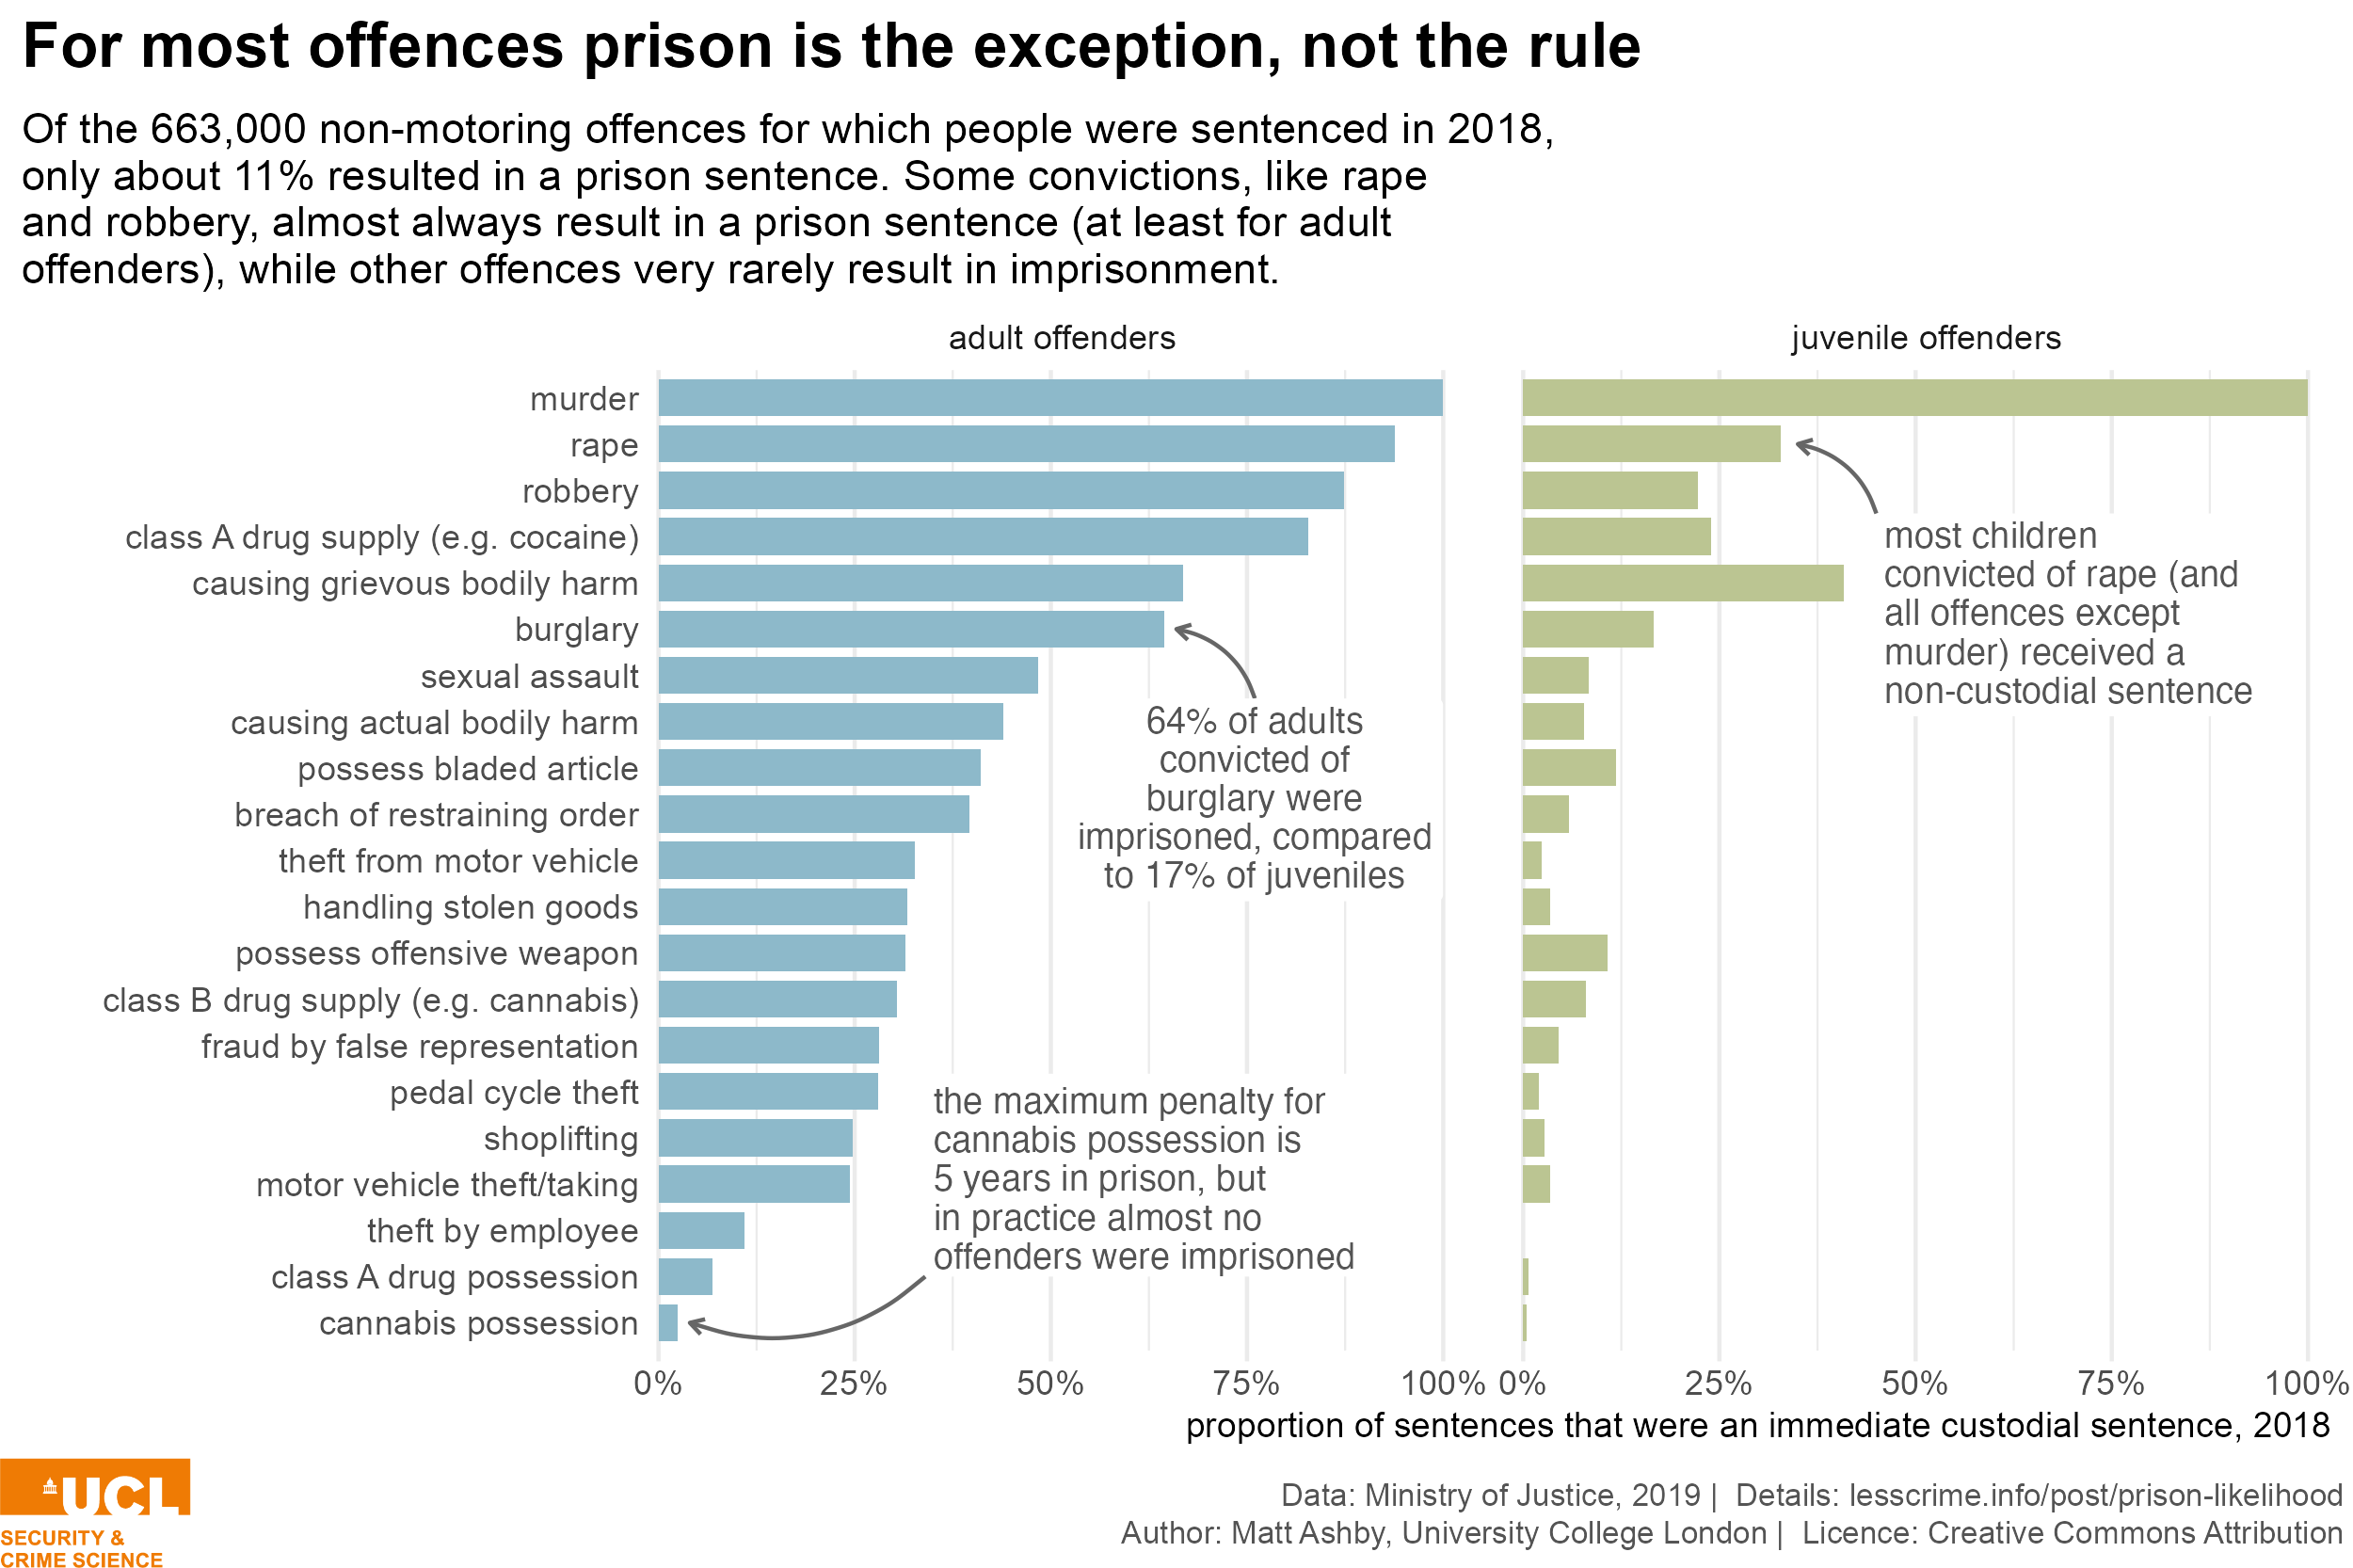 For most offences prison is the exception, not the rule
Of the 663,000 non-motoring offences for which people were sentenced in 2018,
only about 11% resulted in a prison sentence. Some convictions, like rape
and robbery, almost always result in a prison sentence (at least for adult
offenders), while other offences very rarely result in imprisonment.
adult offenders
juvenile offenders
murder
rape
robbery
class A drug supply (e.g. cocaine)
causing grievous bodily harm
burglary
sexual assault
causing actual bodily harm
possess bladed article
breach of restraining order
theft from motor vehicle
handling stolen goods
possess offensive weapon
class B drug supply (e.g. cannabis)
fraud by false representation
pedal cycle theft
shoplifting
motor vehicle theft/taking
theft by employee
class A drug possession
cannabis possession
64% of adults
convicted of
burglary were
imprisoned, compared
to 17% of juveniles
the maximum penalty for
cannabis possession is
5 years in prison, but
in practice almost no
offenders were imprisoned
most children
convicted of rape (and
all offences except
murder) received a
non-custodial sentence
0% 25% 50% 75% 100% 0% 25% 50% 75% 100%
proportion of sentences that were an immediate custodial sentence, 2018
UCL
SECURITY &
CRIME SCIENCE
Data: Ministry of Justice, 2019 | Details: lesscrime.info/post/prison-likelihood
Author: Matt Ashby, University College London | Licence: Creative Commons Attribution